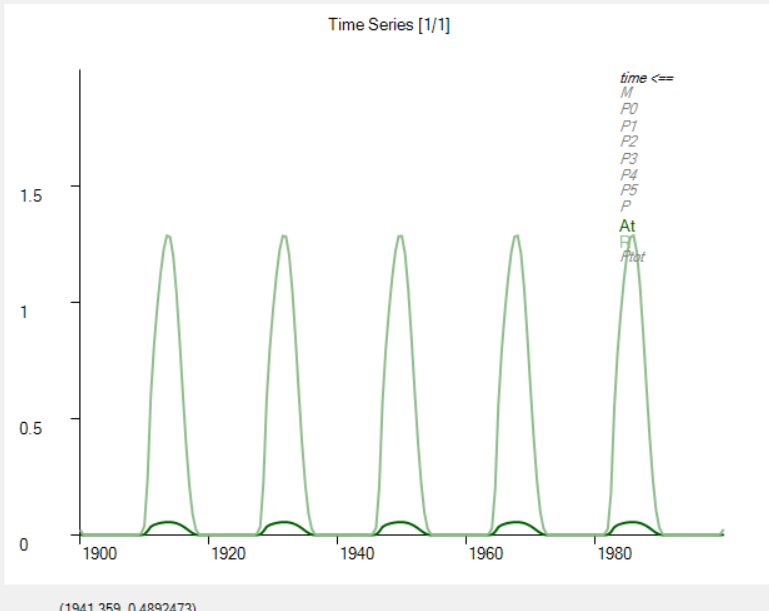 Time Series [1/1]
time <==
M
P0
P1
P2
P3
P4
P5
P
At
R
Ptot
1.5
1
0.5
0
1900
1920
1940
1960
1980
(1941.359, 0.4892473)